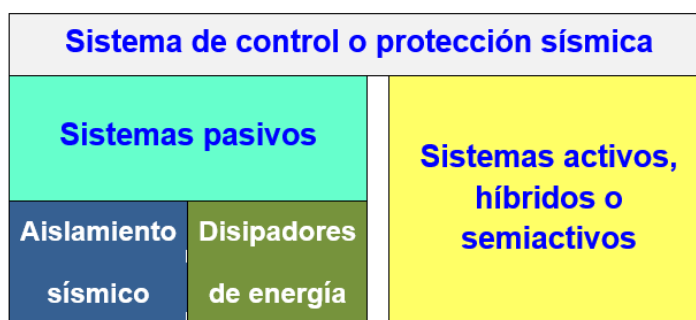 Sistema de control o protección sísmica
Sistemas pasivos
Sistemas activos,
híbridos o
semiactivos
Aislamiento
sísmico
Disipadores
de energía